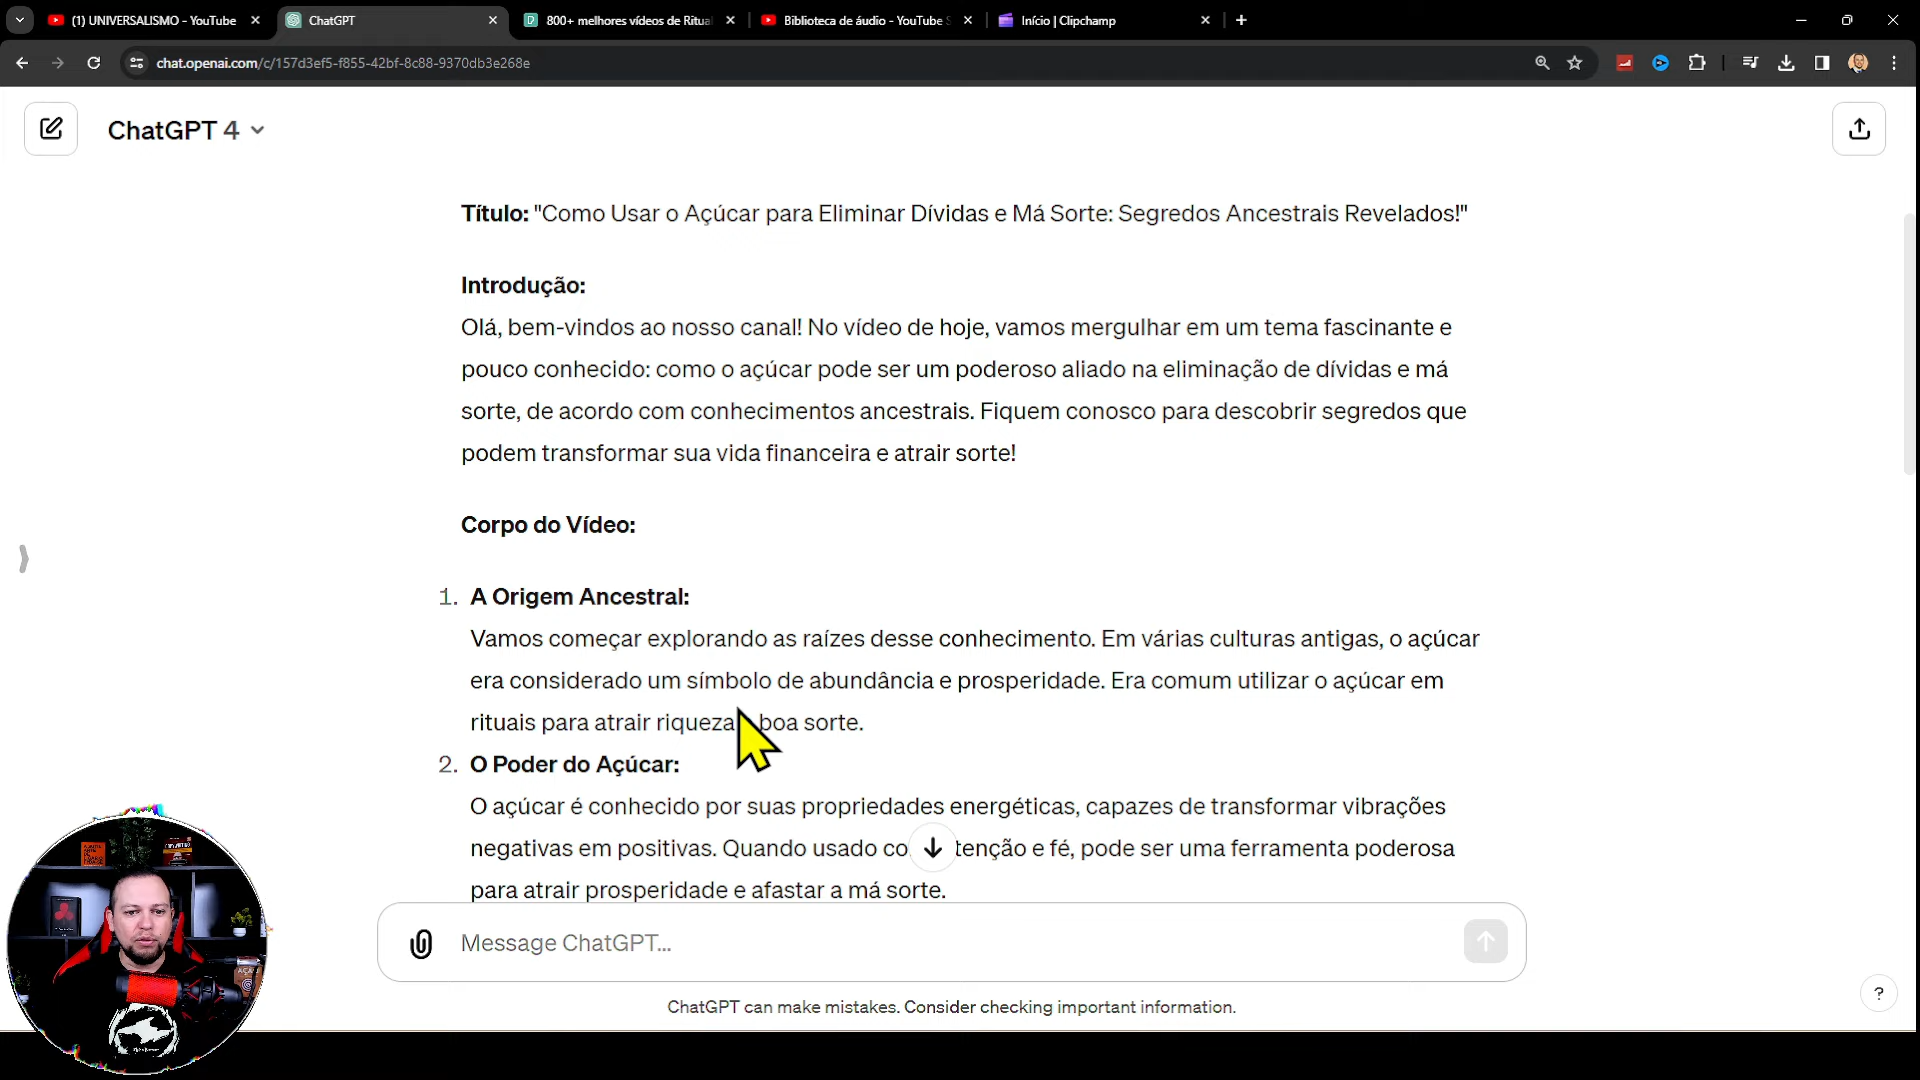 (1) UNIVERSALISMO - YouTube
ChatGPT
800+ melhores vídeos de Ritua
Biblioteca de áudio - YouTube S
Início | Clipchamp
chat.openai.com/c/157d3ef5-f855-42bf-8c88-9370db3e268e
ChatGPT 4
Título: "Como Usar o Açúcar para Eliminar Dívidas e Má Sorte: Segredos Ancestrais Revelados!"
Introdução:
Olá, bem-vindos ao nosso canal! No vídeo de hoje, vamos mergulhar em um tema fascinante e
pouco conhecido: como o açúcar pode ser um poderoso aliado na eliminação de dívidas e má
sorte, de acordo com conhecimentos ancestrais. Fiquem conosco para descobrir segredos que
podem transformar sua vida financeira e atrair sorte!
Corpo do Vídeo:
1. A Origem Ancestral:
Vamos começar explorando as raízes desse conhecimento. Em várias culturas antigas, o açúcar
era considerado um símbolo de abundância e prosperidade. Era comum utilizar o açúcar em
rituais para atrair riqueza boa sorte.
2. O Poder do Açúcar:
O açúcar é conhecido por suas propriedades energéticas, capazes de transformar vibrações
negativas em positivas. Quando usado co tenção e fé, pode ser uma ferramenta poderosa
para atrair prosperidade e afastar a má sorte.
Message ChatGPT...
ChatGPT can make mistakes. Consider checking important information.
?